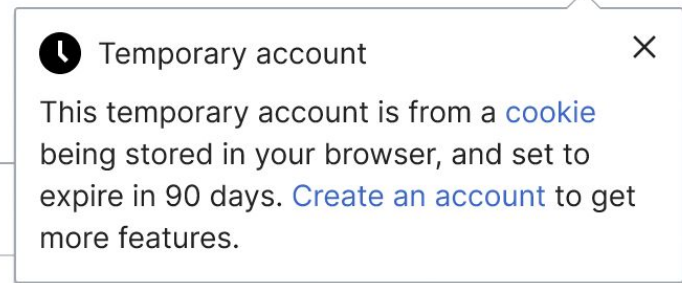 Temporary account
This temporary account is from a cookie
being stored in your browser, and set to
expire in 90 days. Create an account to get
more features.